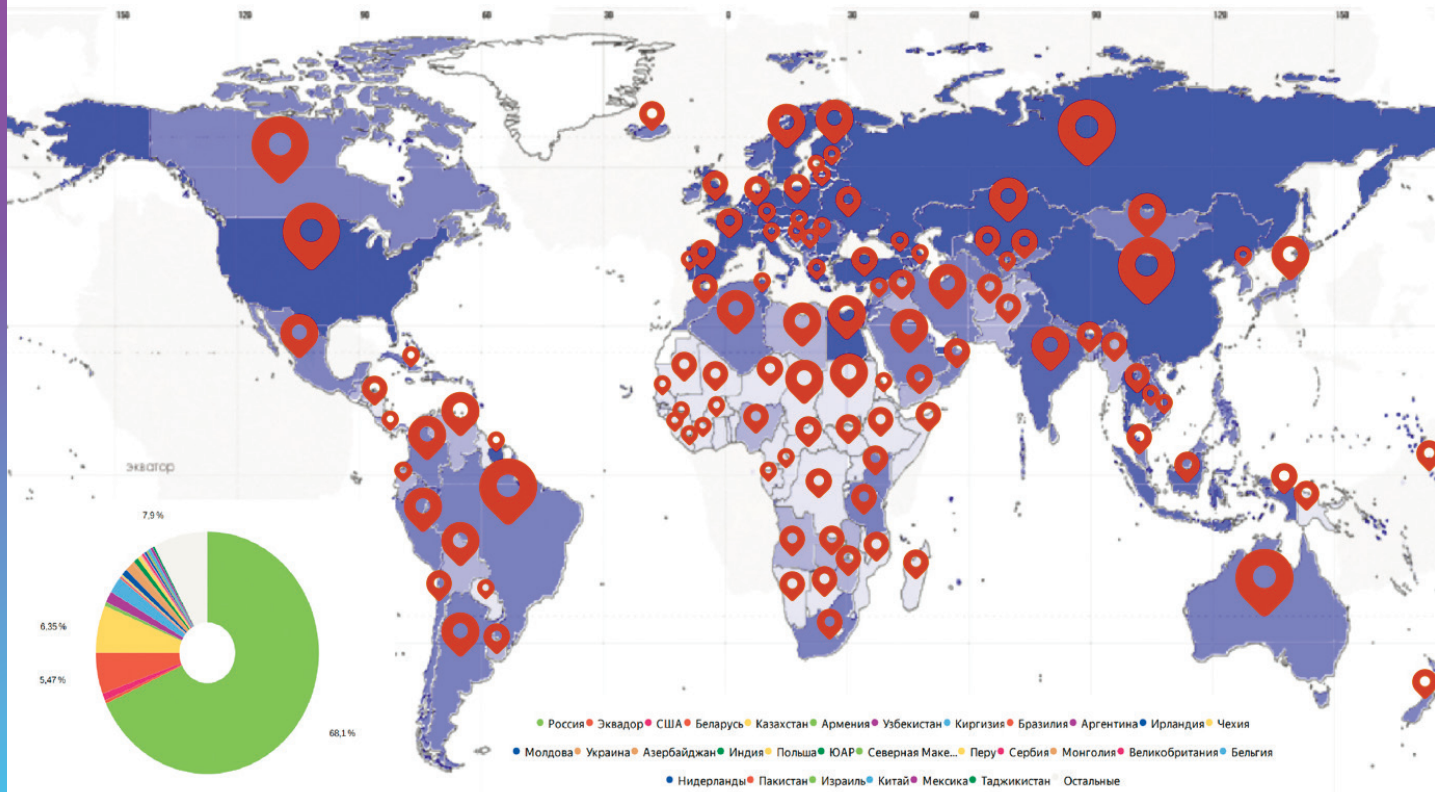 150 120 90 60 0 30 60 90 120 150
экватор
7,9 %
6,35 %
5,47 %
68,1 %
Россия Эквадор США Беларусь Казахстан Армения Узбекистан Киргизия Бразилия Аргентина Ирландия Чехия
Молдова Украина Азербайджан Индия Польша ЮАР Северная Маке... Перу Сербия Монголия Великобритания Бельгия
Нидерланды Пакистан Израиль Китай Мексика Таджикистан Остальные